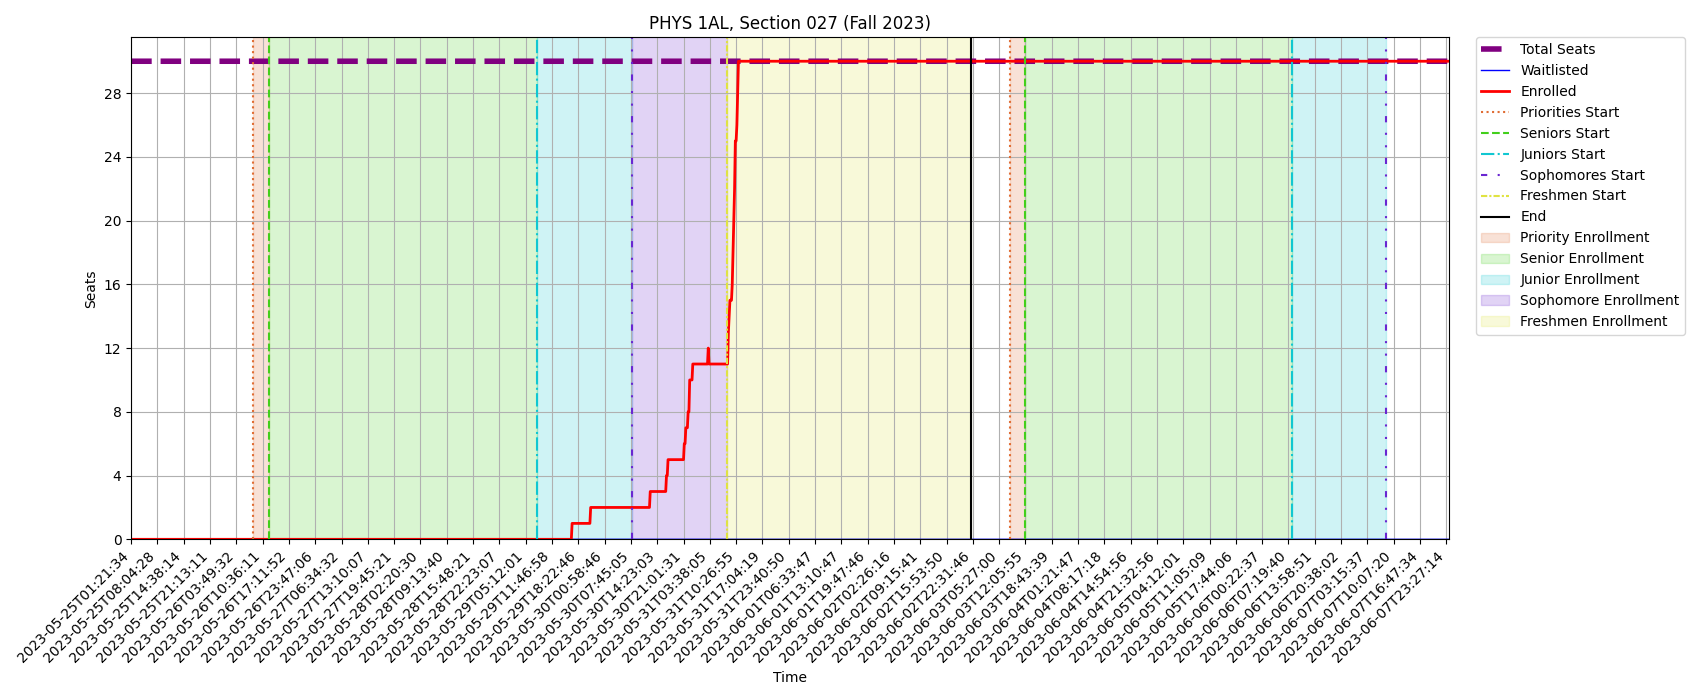 PHYS 1AL, Section 027 (Fall 2023)
Total Seats
Waitlisted
Enrolled
Priorities Start
Seniors Start
Juniors Start
Sophomores Start
Freshmen Start
End
Priority Enrollment
Senior Enrollment
Junior Enrollment
Sophomore Enrollment
Freshmen Enrollment
Seats
28
24
20
16
12
8
4
0
2023-05-25T01:21:34
2023-05-25T08:04:28
2023-05-25T14:38:14
2023-05-25T21:13:11
2023-05-26T03:49:32
2023-05-26T10:36:11
2023-05-26T17:11:52
2023-05-26T23:47:06
2023-05-27T06:34:32
2023-05-27T13:10:07
2023-05-27T19:45:21
2023-05-28T02:20:30
2023-05-28T09:13:40
2023-05-28T15:48:21
2023-05-28T22:23:07
2023-05-29T05:12:01
2023-05-29T11:46:58
2023-05-29T18:22:46
2023-05-30T00:58:46
2023-05-30T07:45:05
2023-05-30T14:23:03
2023-05-30T21:01:31
2023-05-31T03:38:05
2023-05-31T10:26:55
2023-05-31T17:04:19
2023-05-31T23:40:50
2023-06-01T06:33:47
2023-06-01T13:10:47
2023-06-01T19:47:46
2023-06-02T02:26:16
2023-06-02T09:15:41
2023-06-02T15:53:50
2023-06-02T22:31:46
2023-06-03T05:27:00
2023-06-03T12:05:55
2023-06-03T18:43:39
2023-06-04T01:21:47
2023-06-04T08:17:18
2023-06-04T14:54:56
2023-06-04T21:32:56
2023-06-05T04:12:01
2023-06-05T11:05:09
2023-06-05T17:44:06
2023-06-06T00:22:37
2023-06-06T07:19:40
2023-06-06T13:58:51
2023-06-06T20:38:02
2023-06-07T03:15:37
2023-06-07T10:07:20
2023-06-07T16:47:34
2023-06-07T23:27:14
Time